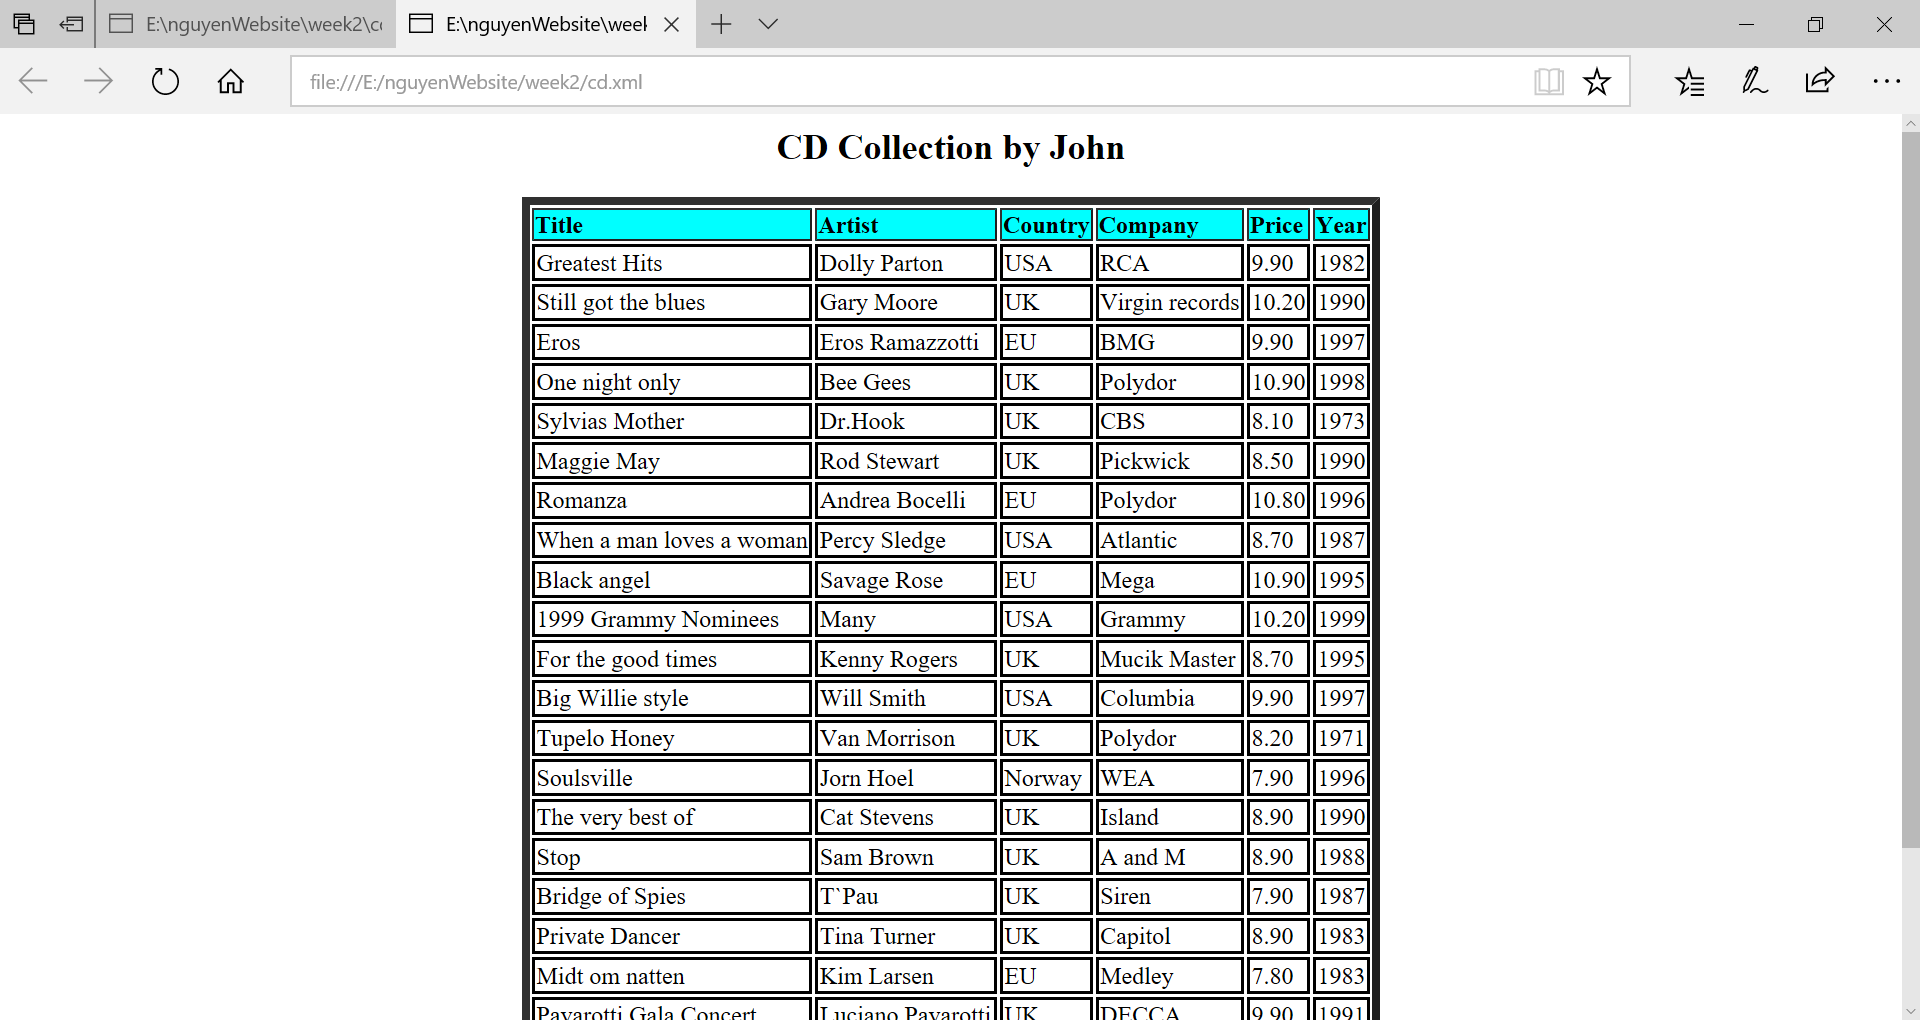 E:\nguyenWebsite\week2\c
E:\nguyenWebsite\week
file:///E:/nguyenWebsite/week2/cd.xml
CD Collection by John
Title Artist Country Company Price Year
Greatest Hits Dolly Parton USA RCA 9.90 1982
Still got the blues Gary Moore UK Virgin records 10.20 1990
Eros Eros Ramazzotti EU BMG 9.90 1997
One night only Bee Gees UK Polydor 10.90 1998
Sylvias Mother Dr.Hook UK CBS 8.10 1973
Maggie May Rod Stewart UK Pickwick 8.50 1990
Romanza Andrea Bocelli EU Polydor 10.80 1996
When a man loves a woman Percy Sledge USA Atlantic 8.70 1987
Black angel Savage Rose EU Mega 10.90 1995
1999 Grammy Nominees Many USA Grammy 10.20 1999
For the good times Kenny Rogers UK Mucik Master 8.70 1995
Big Willie style Will Smith USA Columbia 9.90 1997
Tupelo Honey Van Morrison UK Polydor 8.20 1971
Soulsville Jorn Hoel Norway WEA 7.90 1996
The very best of Cat Stevens UK Island 8.90 1990
Stop Sam Brown UK A and M 8.90 1988
Bridge of Spies T`Pau UK Siren 7.90 1987
Private Dancer Tina Turner UK Capitol 8.90 1983
Midt om natten Kim Larsen EU Medley 7.80 1983
Pavarotti Gala Concert Luciano Pavarotti UK DECCA 9.90 1991